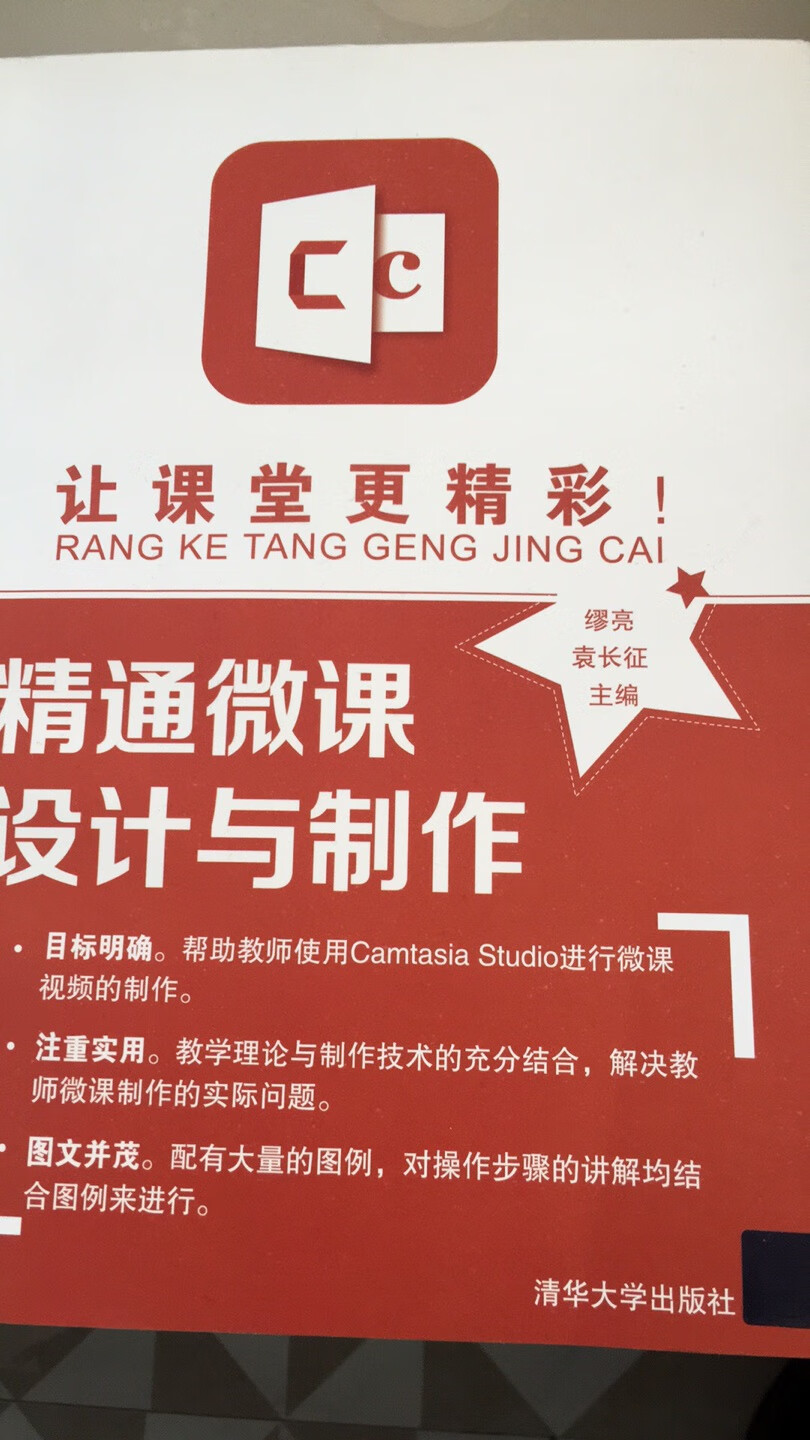 C c
让课堂更精彩！
RANG KE TANG GENG JING CAI
缪亮
袁长征
主编
精通微课
设计与制作
• 目标明确。帮助教师使用Camtasia Studio进行微课
视频的制作。
• 注重实用。教学理论与制作技术的充分结合，解决教
师微课制作的实际问题。
• 图文并茂。配有大量的图例，对操作步骤的讲解均结
合图例来进行。
清华大学出版社